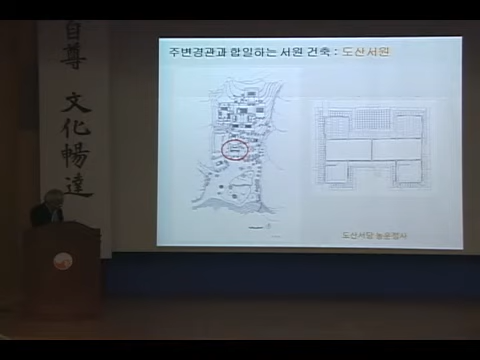 自尊 文化暢達
주변경관과 합일하는 서원 건축 : 도산서원
도산서당 농운정사